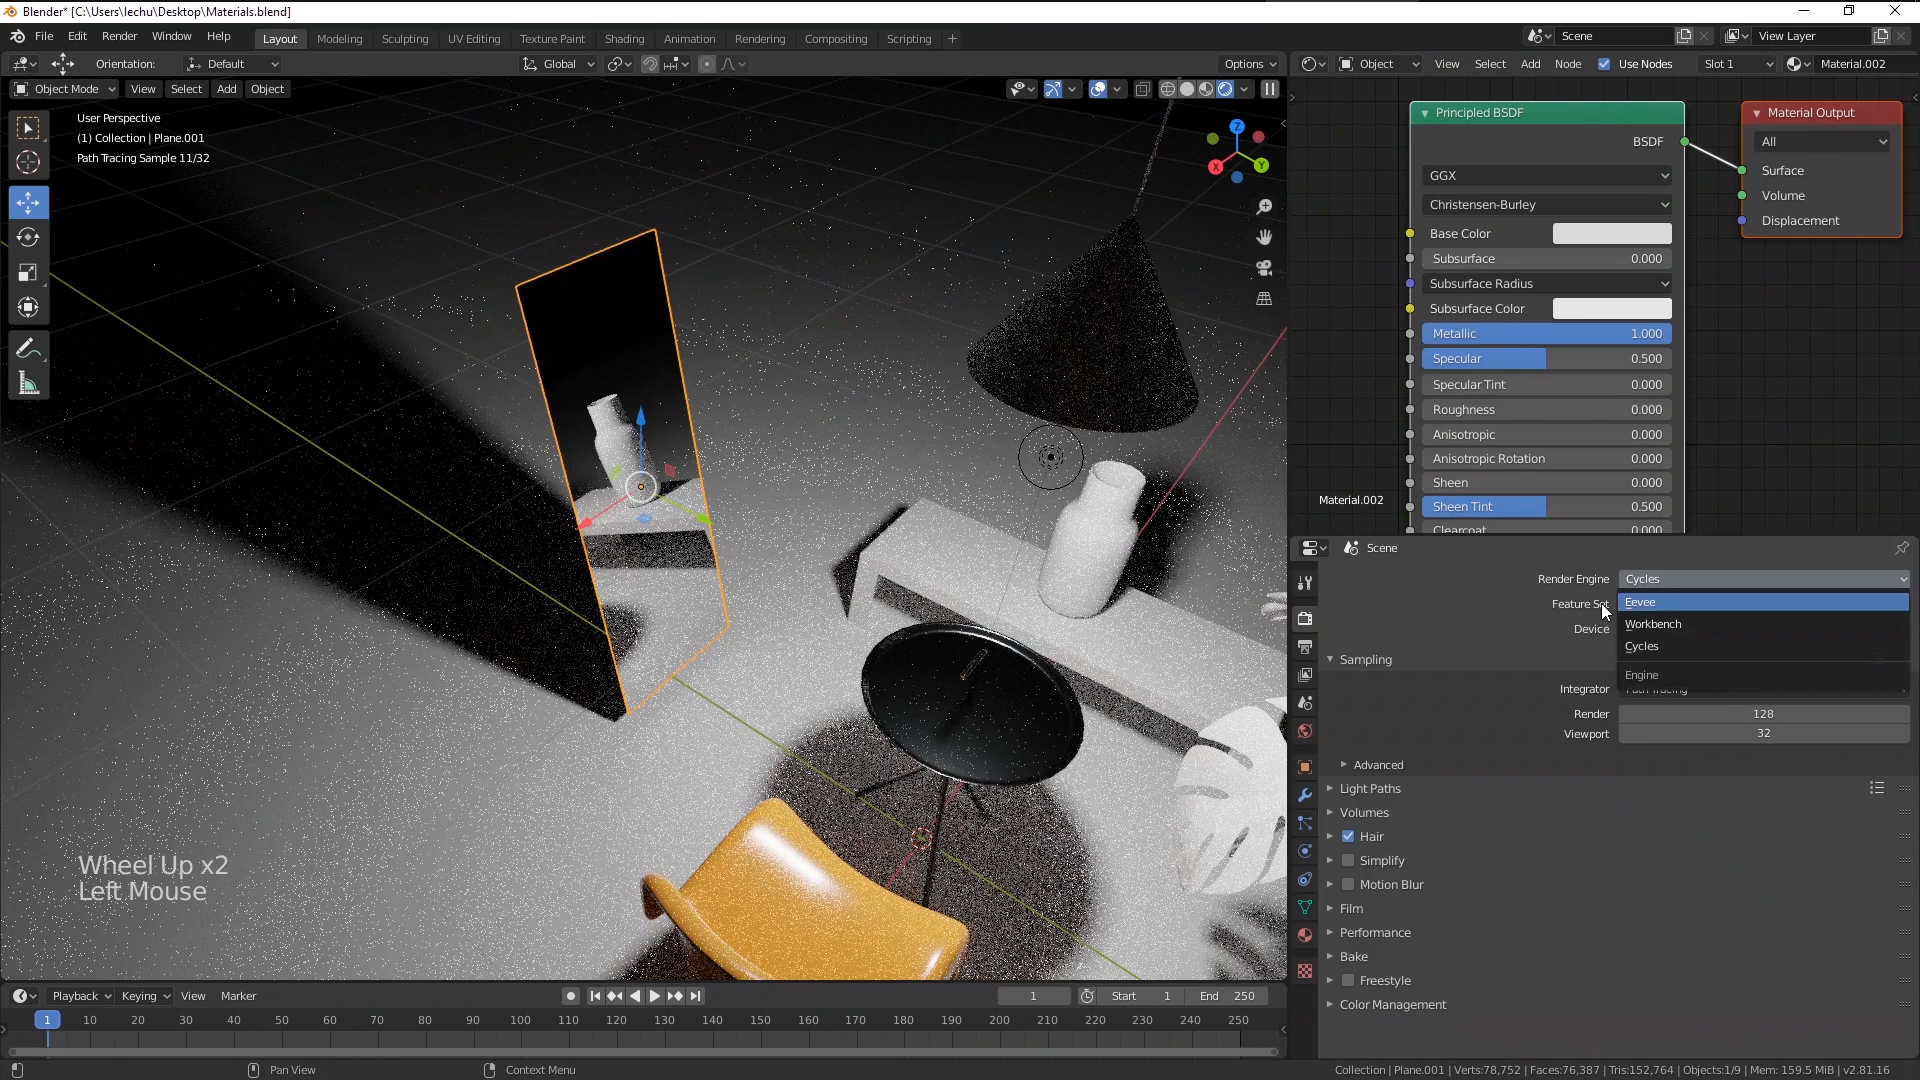 Blender* [C:\Users\lechu\Desktop\Materials.blend]
File Edit Render Window Help
Layout Modeling Sculpting UV Editing Texture Paint Shading Animation Rendering Compositing Scripting +
Scene
View Layer
Orientation: Default
Global
Options
Object View Select Add Node Use Nodes Slot 1 Material.002
Object Mode View Select Add Object
User Perspective
(1) Collection | Plane.001
Path Tracing Sample 11/32
Z
X
Y
Principled BSDF
BSDF
GGX
Christensen-Burley
Base Color
Subsurface 0.000
Subsurface Radius
Subsurface Color
Metallic 1.000
Specular 0.500
Specular Tint 0.000
Roughness 0.000
Anisotropic 0.000
Anisotropic Rotation 0.000
Sheen 0.000
Sheen Tint 0.500
Clearcoat 0.000
Material.002
Material Output
All
Surface
Volume
Displacement
Scene
Render Engine Cycles
Feature Set
Device
Eevee
Workbench
Cycles
Engine
Sampling
Integrator Path Tracing
Render 128
Viewport 32
Advanced
Light Paths
Volumes
Hair
Simplify
Motion Blur
Film
Performance
Bake
Freestyle
Color Management
Wheel Up x2
Left Mouse
Playback Keying View Marker
1
Start 1
End 250
1 10 20 30 40 50 60 70 80 90 100 110 120 130 140 150 160 170 180 190 200 210 220 230 240 250
Pan View
Context Menu
Collection | Plane.001 | Verts:78,752 | Faces:76,387 | Tris:152,764 | Objects:1/9 | Mem: 159.5 MiB | v2.81.16